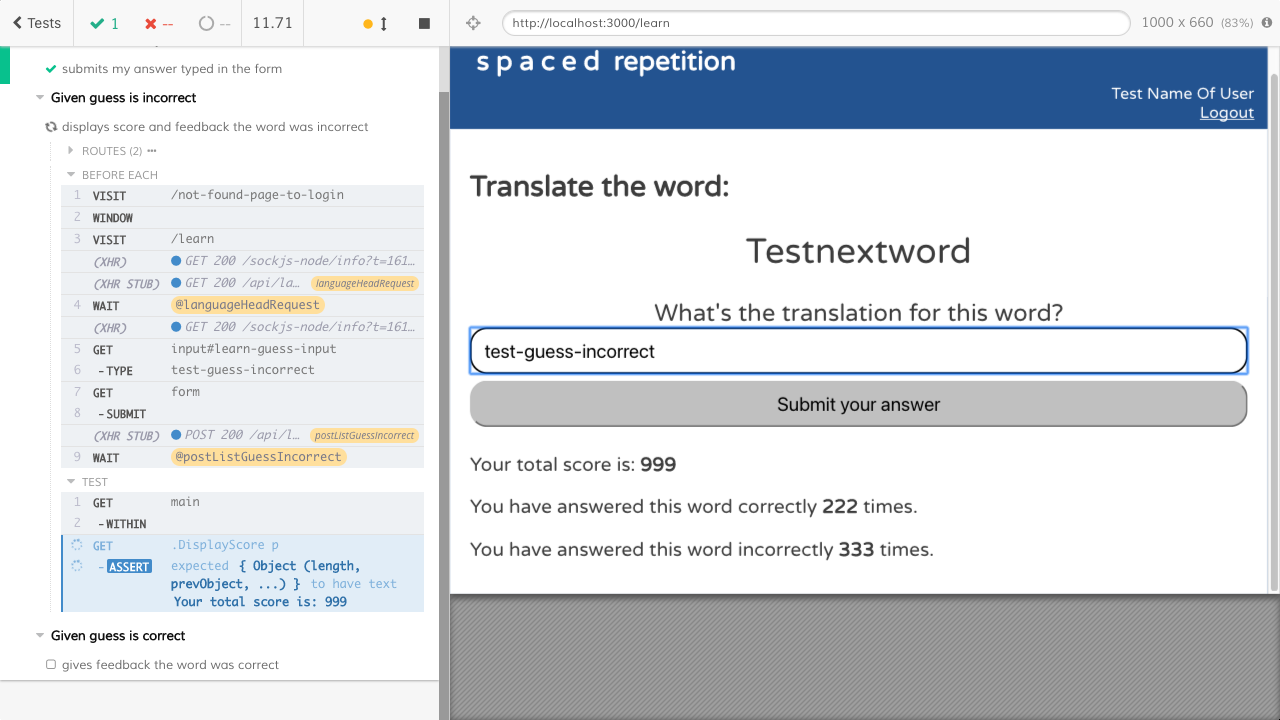 Tests 1 -- -- 11.71
http://localhost:3000/learn 1000 x 660 (83%)
submits my answer typed in the form
Given guess is incorrect
displays score and feedback the word was incorrect
ROUTES (2)
BEFORE EACH
1 VISIT /not-found-page-to-login
2 WINDOW
3 VISIT /learn
(XHR) GET 200 /sockjs-node/info?t=161…
(XHR STUB) GET 200 /api/la… languageHeadRequest
4 WAIT @languageHeadRequest
(XHR) GET 200 /sockjs-node/info?t=161…
5 GET input#learn-guess-input
6 -TYPE test-guess-incorrect
7 GET form
8 -SUBMIT
(XHR STUB) POST 200 /api/l… postListGuessIncorrect
9 WAIT @postListGuessIncorrect
TEST
1 GET main
2 -WITHIN
GET .DisplayScore p
-ASSERT expected { Object (length,
prevObject, ...) } to have text
Your total score is: 999
Given guess is correct
gives feedback the word was correct
spaced repetition
Test Name Of User
Logout
Translate the word:
Testnextword
What's the translation for this word?
test-guess-incorrect
Submit your answer
Your total score is: 999
You have answered this word correctly 222 times.
You have answered this word incorrectly 333 times.